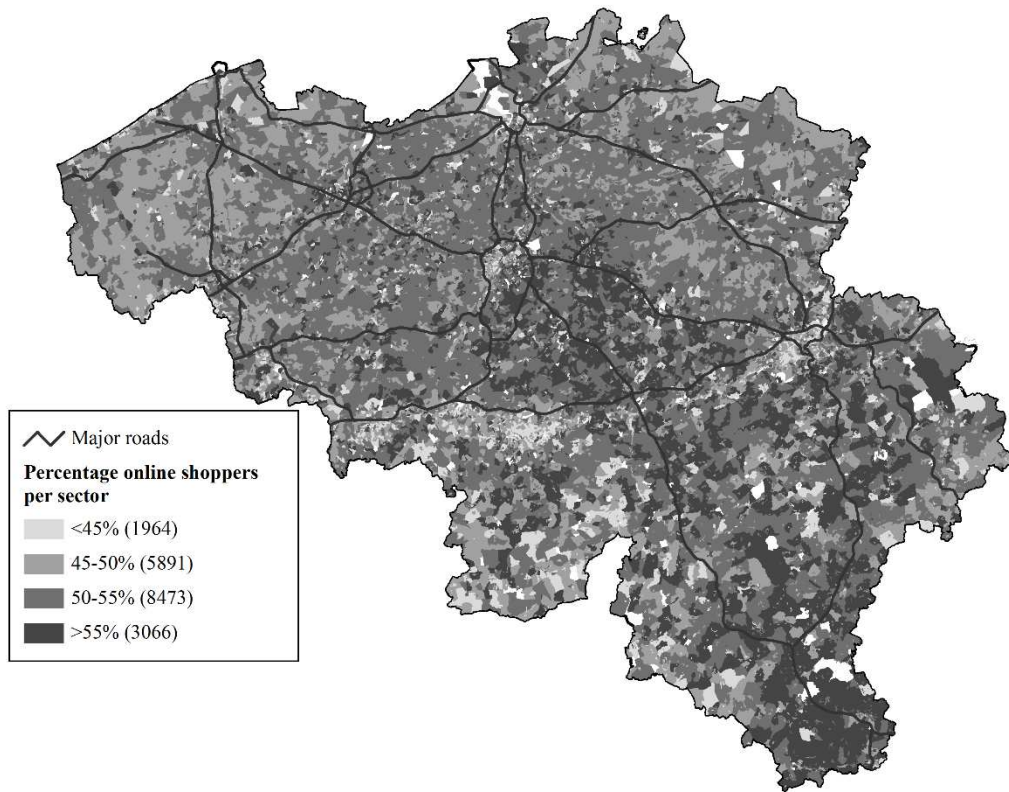 Major roads
Percentage online shoppers
per sector
<45% (1964)
45-50% (5891)
50-55% (8473)
>55% (3066)